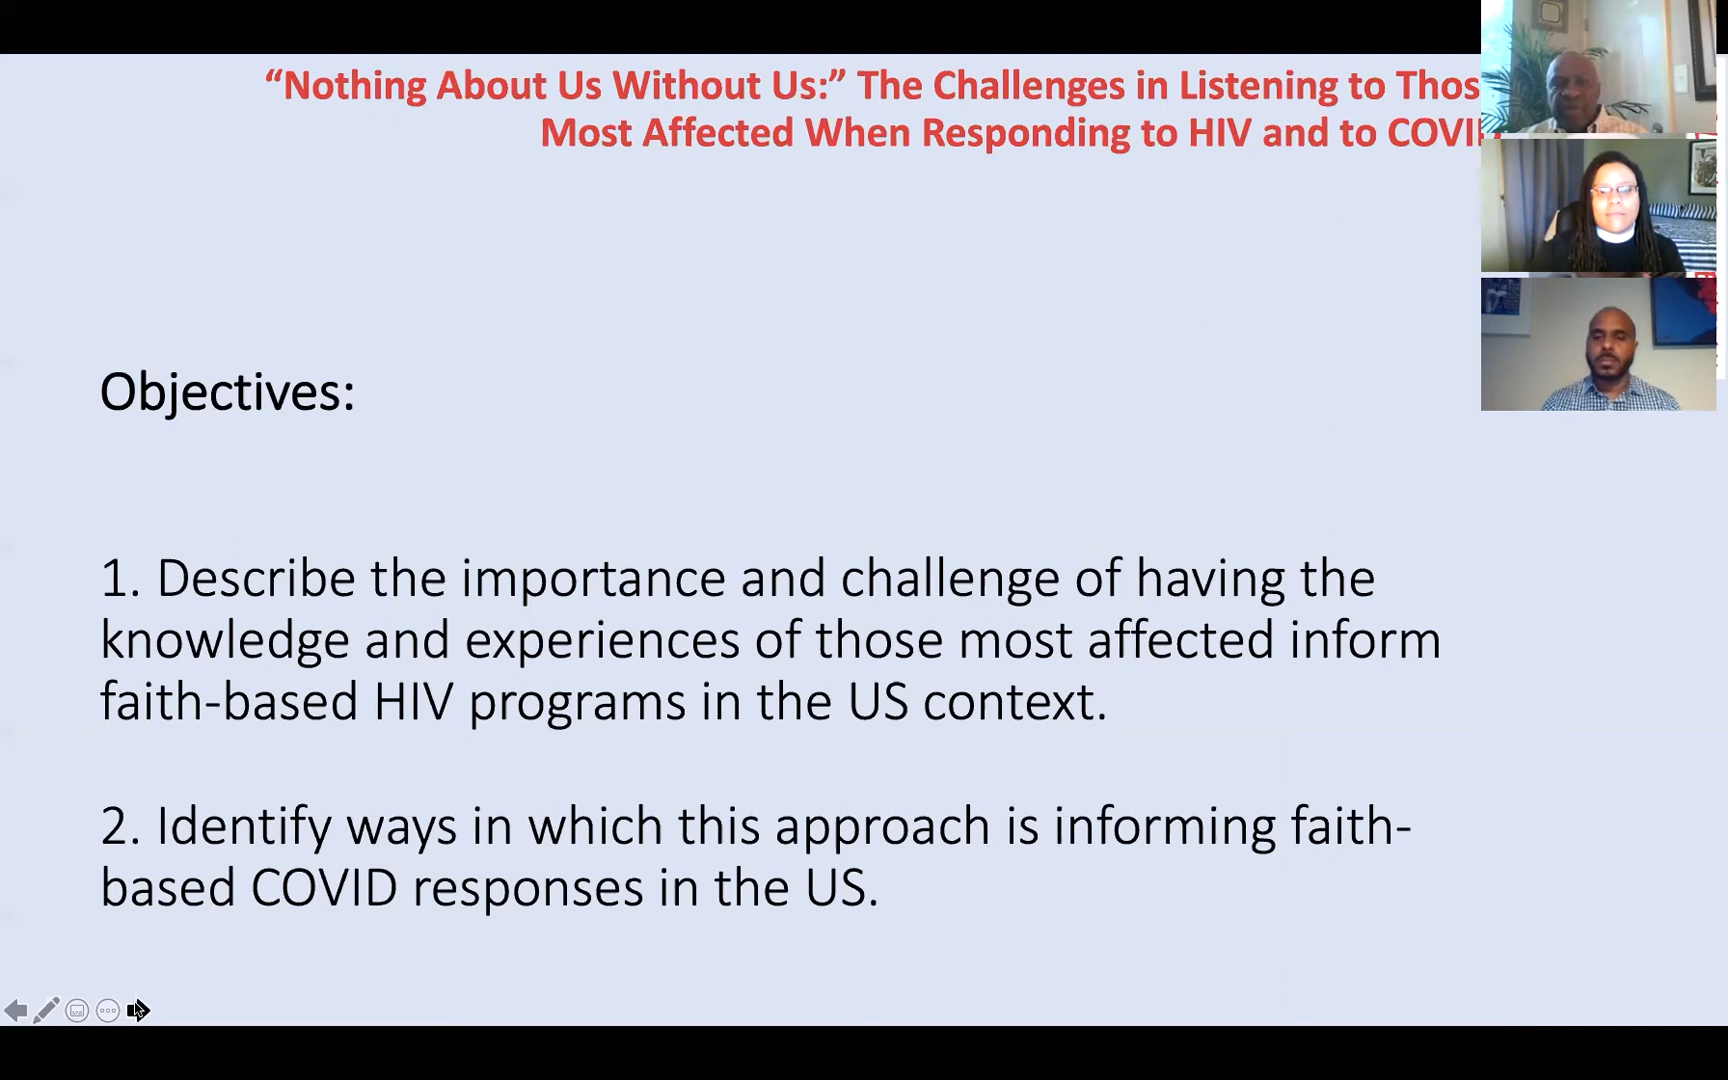 “Nothing About Us Without Us:” The Challenges in Listening to Thos
Most Affected When Responding to HIV and to COVI
Objectives:
1. Describe the importance and challenge of having the
knowledge and experiences of those most affected inform
faith-based HIV programs in the US context.
2. Identify ways in which this approach is informing faith-
based COVID responses in the US.